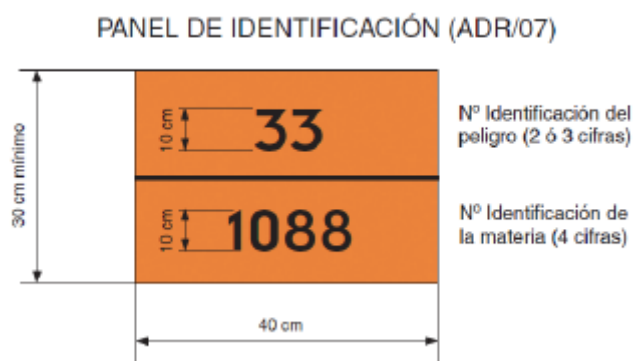 PANEL DE IDENTIFICACIÓN (ADR/07)
30 cm mínimo
10 cm
33
Nº Identificación del
peligro (2 ó 3 cifras)
10 cm
1088
Nº Identificación de
la materia (4 cifras)
40 cm